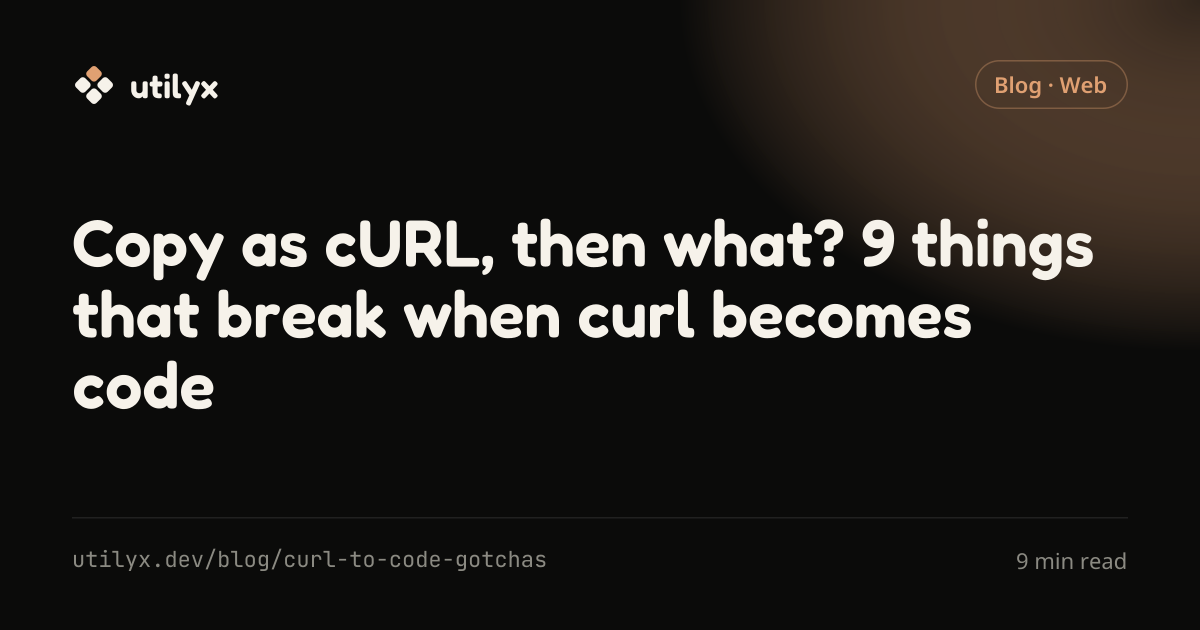 utilyx
Blog · Web
Copy as cURL, then what? 9 things
that break when curl becomes
code
utilyx.dev/blog/curl-to-code-gotchas
9 min read